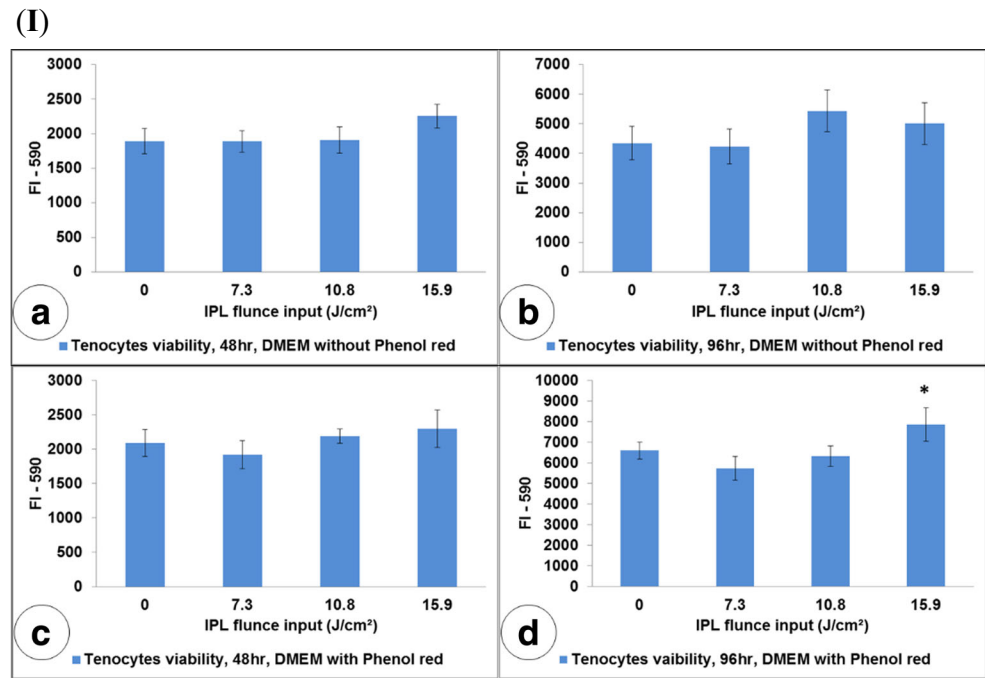 (I)
3000
2500
2000
1500
1000
500
0
FI - 590
0 7.3 10.8 15.9
IPL flunce input (J/cm²)
a
Tenocytes viability, 48hr, DMEM without Phenol red
7000
6000
5000
4000
3000
2000
1000
0
FI - 590
0 7.3 10.8 15.9
IPL flunce input (J/cm²)
b
Tenocytes viability, 96hr, DMEM without Phenol red
3000
2500
2000
1500
1000
500
0
FI - 590
0 7.3 10.8 15.9
IPL flunce input (J/cm²)
c
Tenocytes viability, 48hr, DMEM with Phenol red
10000
9000
8000
7000
6000
5000
4000
3000
2000
1000
0
FI - 590
*
0 7.3 10.8 15.9
IPL flunce input (J/cm²)
d
Tenocytes vaibility, 96hr, DMEM with Phenol red